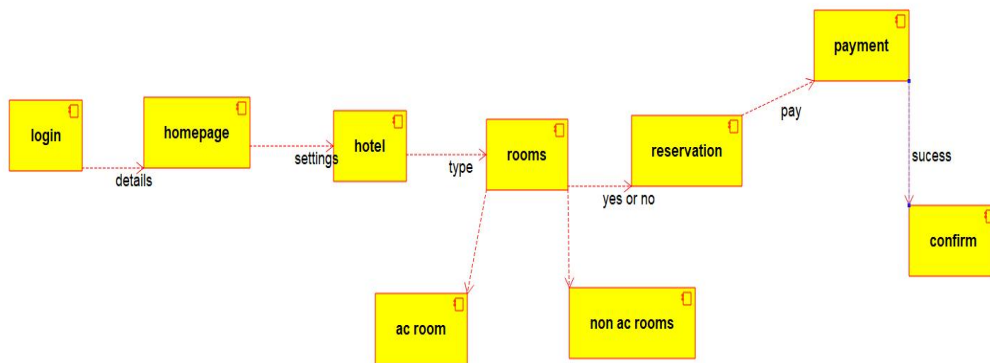 payment
login
homepage
hotel
rooms
reservation
pay
details
settings
type
yes or no
sucess
confirm
ac room
non ac rooms